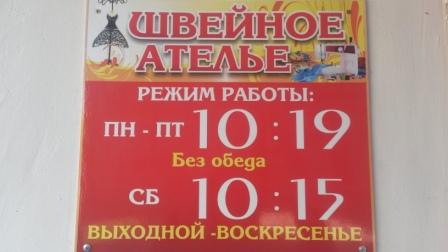 ШВЕЙНОЕ
АТЕЛЬЕ
РЕЖИМ РАБОТЫ:
ПН - ПТ 10 : 19
Без обеда
СБ 10 : 15
ВЫХОДНОЙ -ВОСКРЕСЕНЬЕ